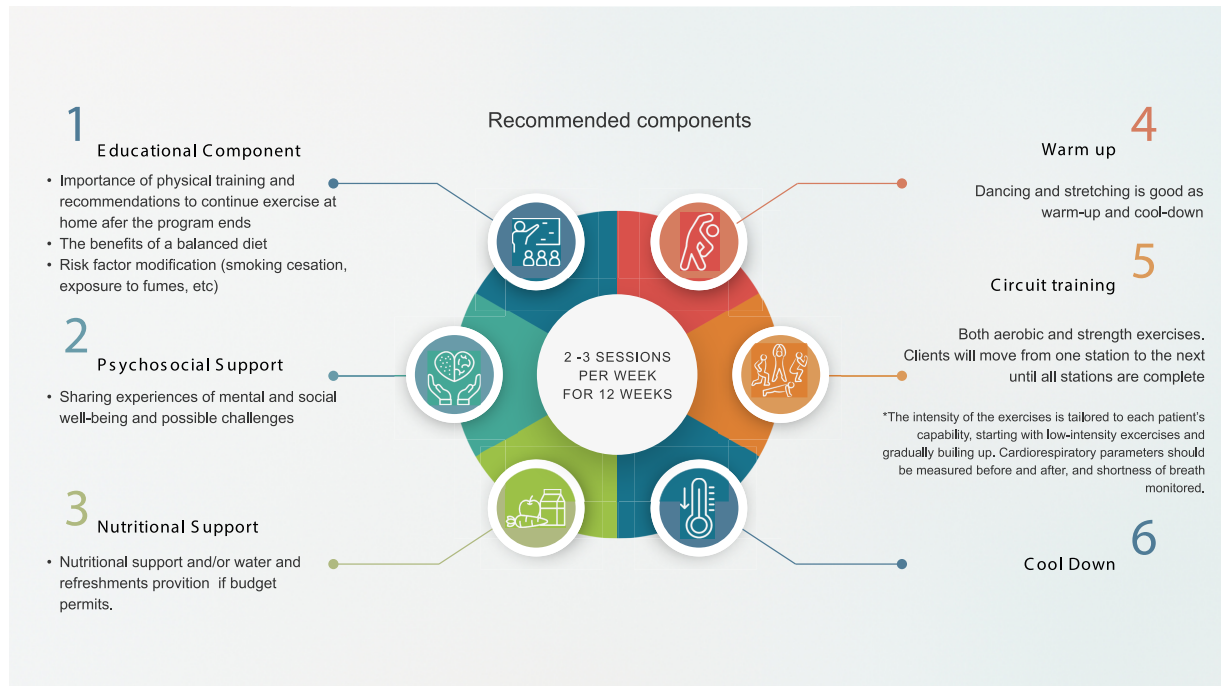 Recommended components
1
Educational Component
• Importance of physical training and
recommendations to continue exercise at
home afer the program ends
• The benefits of a balanced diet
• Risk factor modification (smoking cesation,
exposure to fumes, etc)
2
Psychosocial Support
• Sharing experiences of mental and social
well-being and possible challenges
3
Nutritional Support
• Nutritional support and/or water and
refreshments provition if budget
permits.
2 -3 SESSIONS
PER WEEK
FOR 12 WEEKS
4
Warm up
Dancing and stretching is good as
warm-up and cool-down
5
Circuit training
Both aerobic and strength exercises.
Clients will move from one station to the next
until all stations are complete
*The intensity of the exercises is tailored to each patient's
capability, starting with low-intensity excercises and
gradually builing up. Cardiorespiratory parameters should
be measured before and after, and shortness of breath
monitored.
6
Cool Down